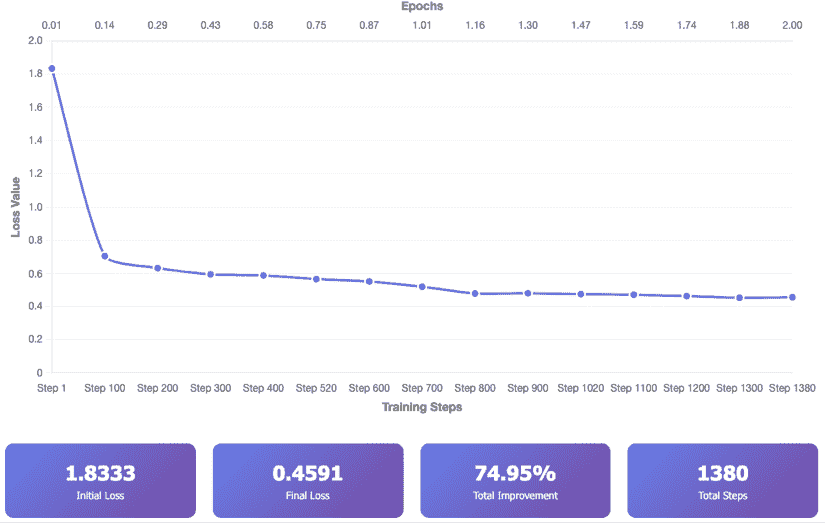 Epochs
0.01 0.14 0.29 0.43 0.58 0.75 0.87 1.01 1.16 1.30 1.47 1.59 1.74 1.88 2.00
2.0
1.8
1.6
1.4
1.2
1.0
0.8
0.6
0.4
0.2
0
Loss Value
Step 1 Step 100 Step 200 Step 300 Step 400 Step 520 Step 600 Step 700 Step 800 Step 900 Step 1020 Step 1100 Step 1200 Step 1300 Step 1380
Training Steps
1.8333 0.4591 74.95% 1380
Initial Loss Final Loss Total Improvement Total Steps